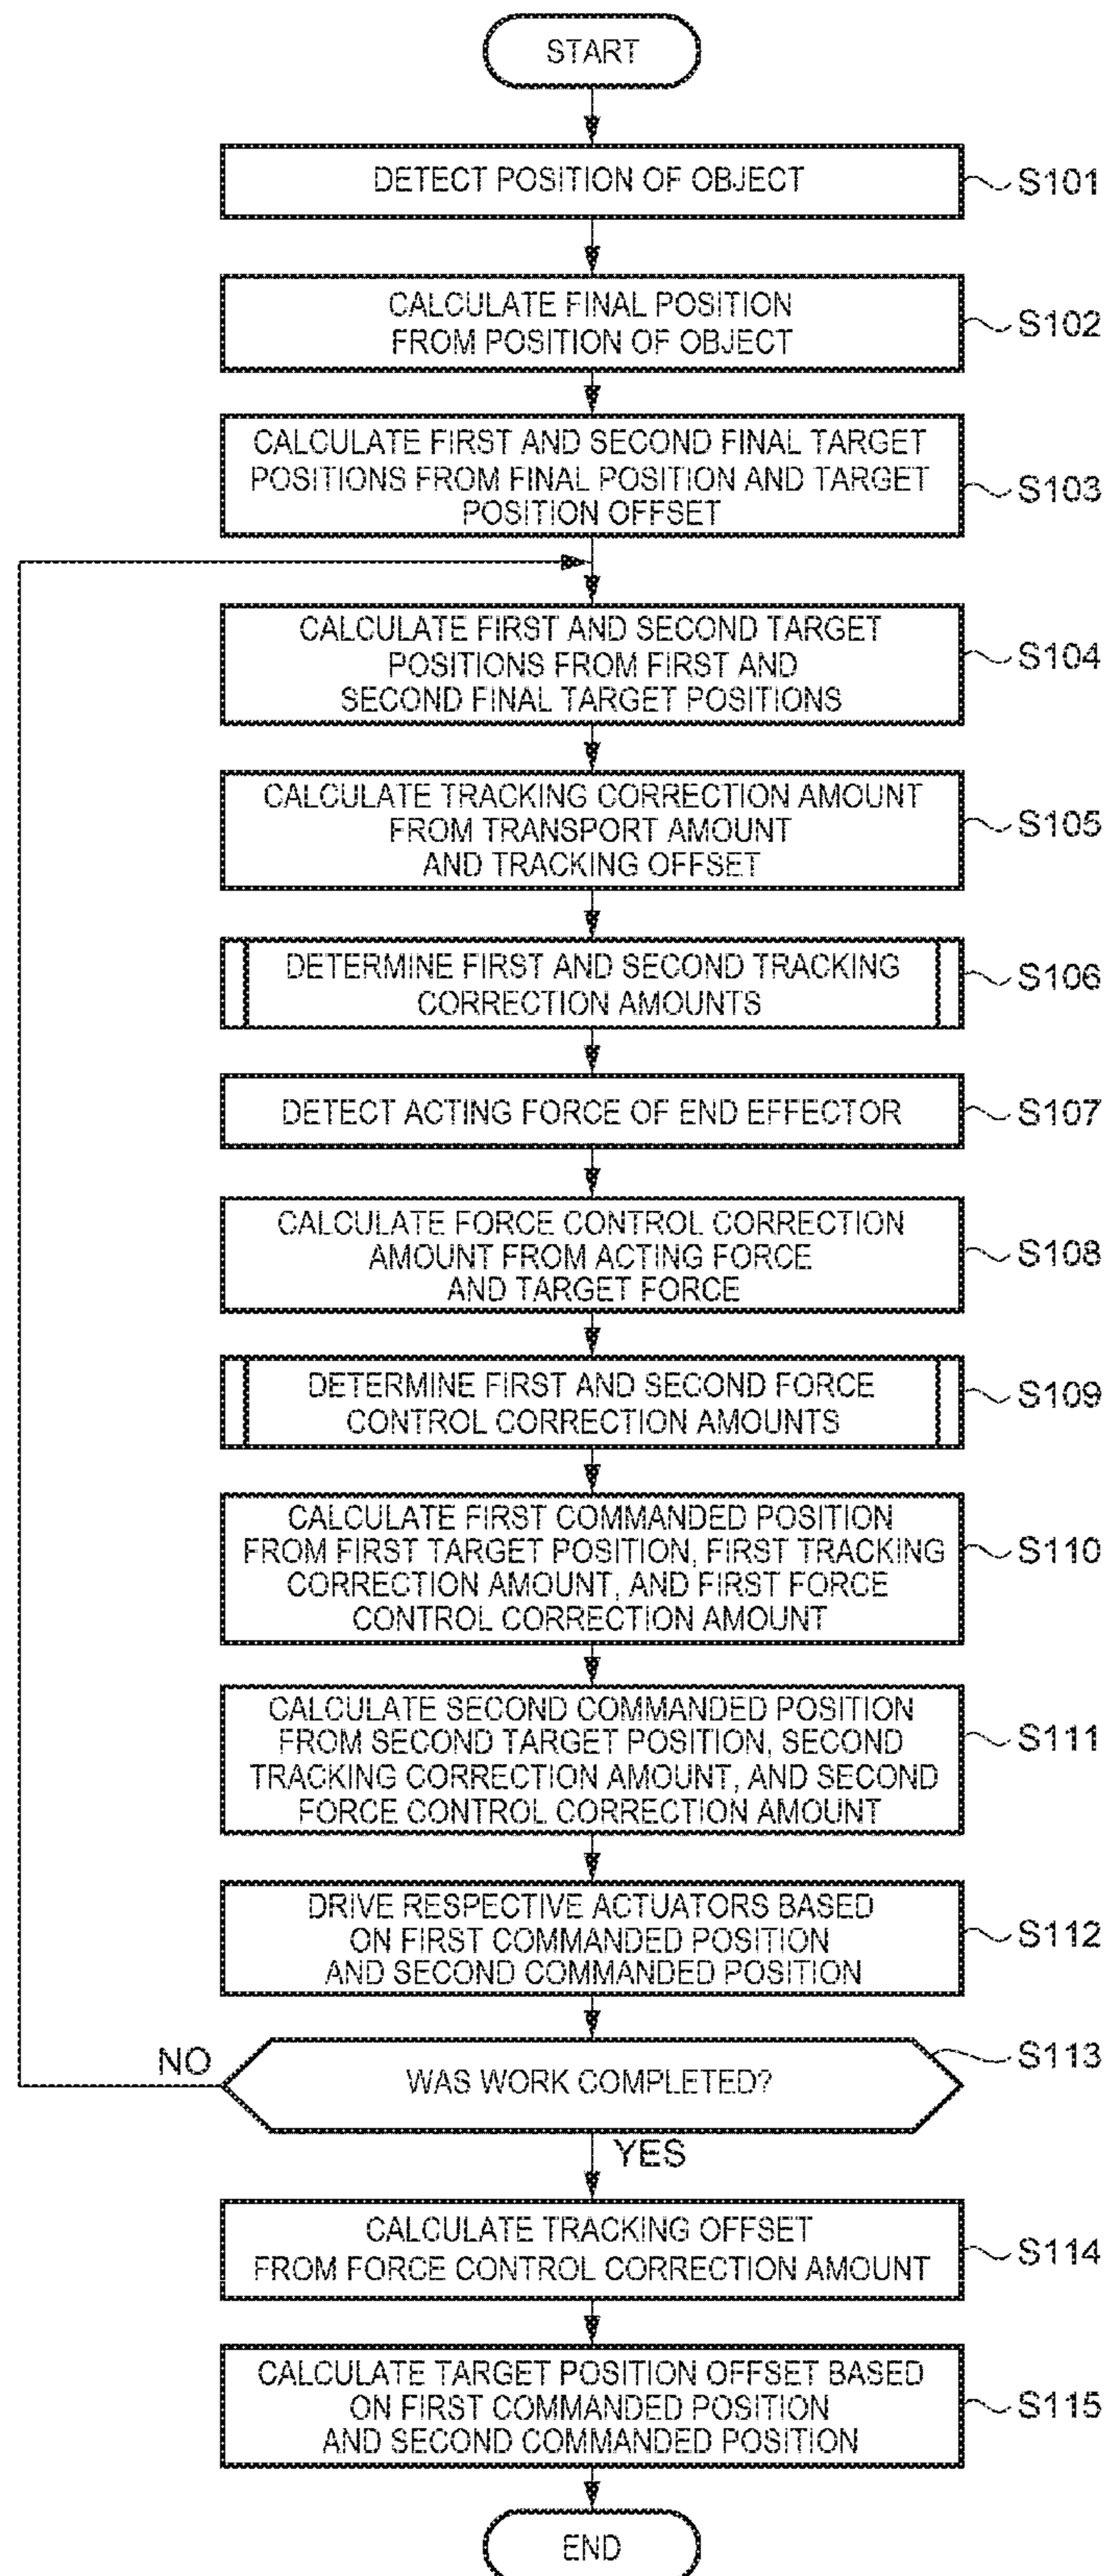 START
DETECT POSITION OF OBJECT
S101
CALCULATE FINAL POSITION
FROM POSITION OF OBJECT
S102
CALCULATE FIRST AND SECOND FINAL TARGET
POSITIONS FROM FINAL POSITION AND TARGET
POSITION OFFSET
S103
CALCULATE FIRST AND SECOND TARGET
POSITIONS FROM FIRST AND
SECOND FINAL TARGET POSITIONS
S104
CALCULATE TRACKING CORRECTION AMOUNT
FROM TRANSPORT AMOUNT
AND TRACKING OFFSET
S105
DETERMINE FIRST AND SECOND TRACKING
CORRECTION AMOUNTS
S106
DETECT ACTING FORCE OF END EFFECTOR
S107
CALCULATE FORCE CONTROL CORRECTION
AMOUNT FROM ACTING FORCE
AND TARGET FORCE
S108
DETERMINE FIRST AND SECOND FORCE
CONTROL CORRECTION AMOUNTS
S109
CALCULATE FIRST COMMANDED POSITION
FROM FIRST TARGET POSITION, FIRST TRACKING
CORRECTION AMOUNT, AND FIRST FORCE
CONTROL CORRECTION AMOUNT
S110
CALCULATE SECOND COMMANDED POSITION
FROM SECOND TARGET POSITION, SECOND
TRACKING CORRECTION AMOUNT, AND SECOND
FORCE CONTROL CORRECTION AMOUNT
S111
DRIVE RESPECTIVE ACTUATORS BASED
ON FIRST COMMANDED POSITION
AND SECOND COMMANDED POSITION
S112
WAS WORK COMPLETED?
S113
NO
YES
CALCULATE TRACKING OFFSET
FROM FORCE CONTROL CORRECTION AMOUNT
S114
CALCULATE TARGET POSITION OFFSET BASED
ON FIRST COMMANDED POSITION
AND SECOND COMMANDED POSITION
S115
END